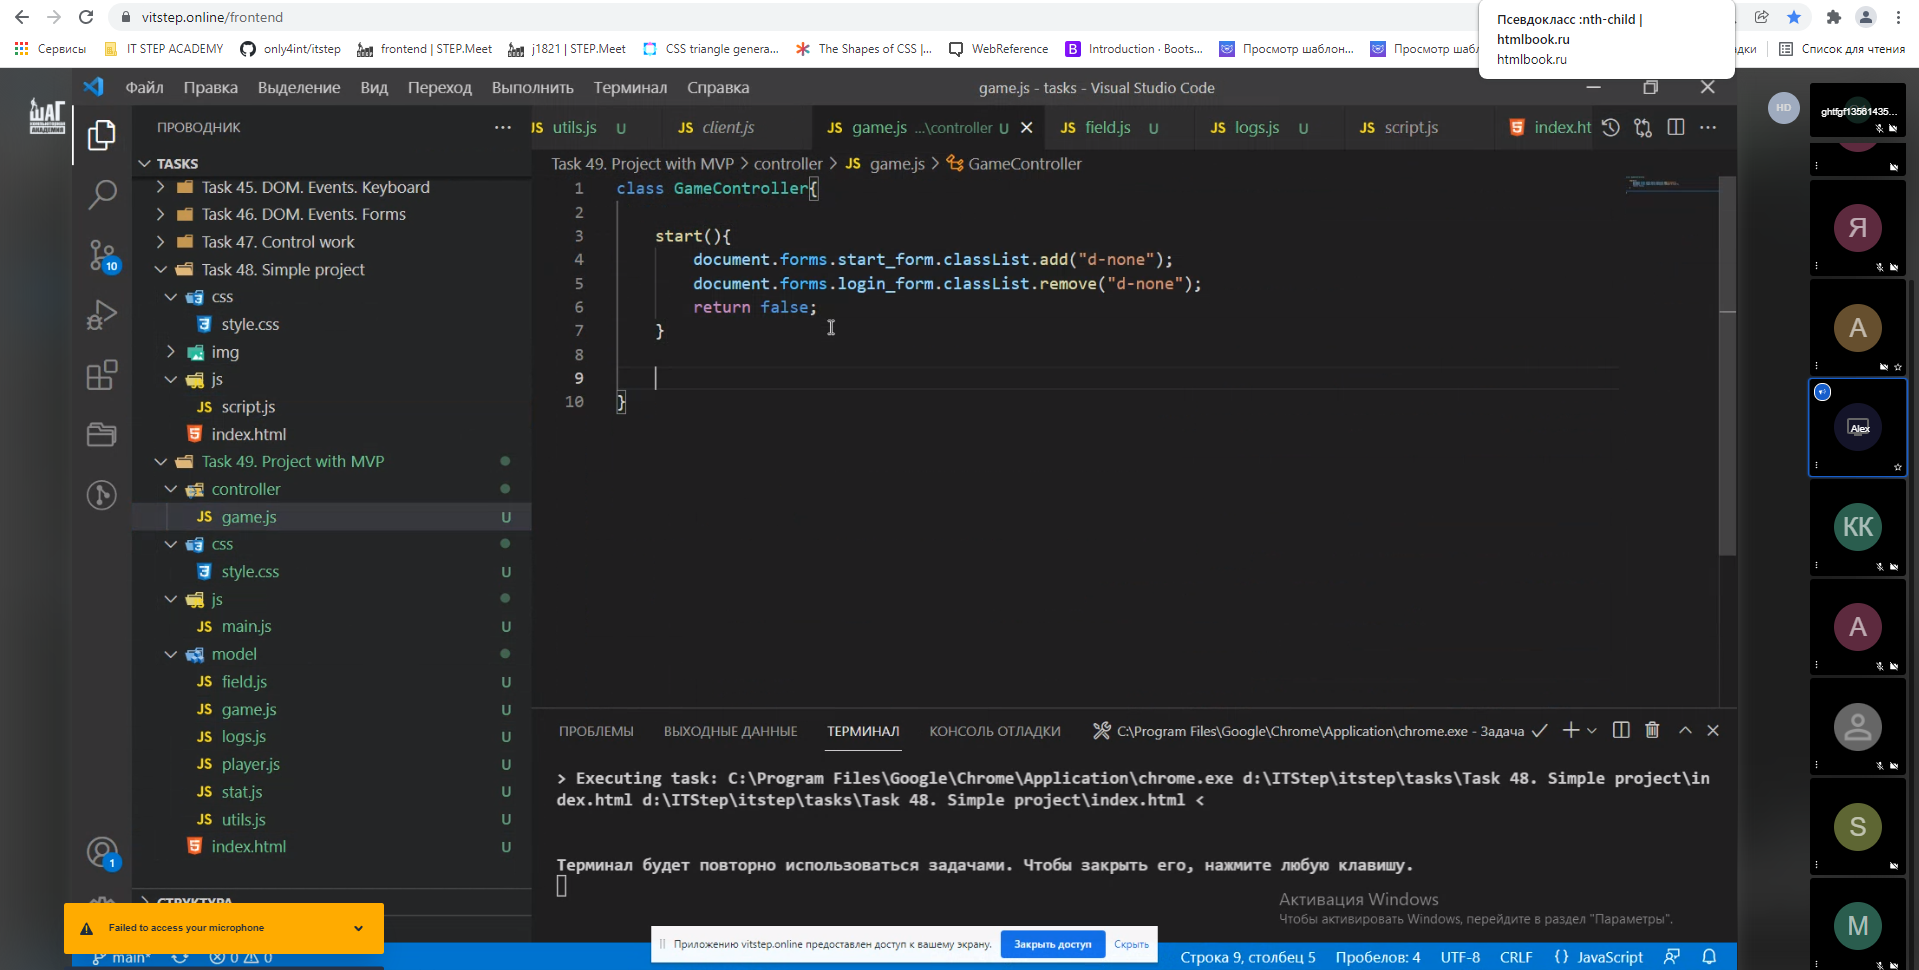 vitstep.online/frontend
Псевдокласс :nth-child |
htmlbook.ru
htmlbook.ru
Сервисы
IT STEP ACADEMY
only4int/itstep
frontend | STEP.Meet
j1821 | STEP.Meet
CSS triangle genera...
The Shapes of CSS |...
WebReference
Introduction · Boots...
Просмотр шаблон...
Список для чтения
ШАГ
Файл Правка Выделение Вид Переход Выполнить Терминал Справка
game.js - tasks - Visual Studio Code
HD
ghtfgf13561435...
ПРОВОДНИК
utils.js U
client.js
game.js ...\controller U
field.js U
logs.js U
script.js
index.ht
TASKS
Task 49. Project with MVP > controller > JS game.js > GameController
Task 45. DOM. Events. Keyboard
Task 46. DOM. Events. Forms
Task 47. Control work
Task 48. Simple project
css
style.css
img
js
script.js
index.html
Task 49. Project with MVP
controller
game.js U
css
style.css U
js
main.js U
model
field.js U
game.js U
logs.js U
player.js U
stat.js U
utils.js U
index.html U
СТРУКТУРА
10
1
1 class GameController{
2
3 start(){
4 document.forms.start_form.classList.add("d-none");
5 document.forms.login_form.classList.remove("d-none");
6 return false;
7 }
8
9
10 }
ПРОБЛЕМЫ ВЫХОДНЫЕ ДАННЫЕ ТЕРМИНАЛ КОНСОЛЬ ОТЛАДКИ
C:\Program Files\Google\Chrome\Application\chrome.exe - Задача
> Executing task: C:\Program Files\Google\Chrome\Application\chrome.exe d:\ITStep\itstep\tasks\Task 48. Simple project\in
dex.html d:\ITStep\itstep\tasks\Task 48. Simple project\index.html <
Терминал будет повторно использоваться задачами. Чтобы закрыть его, нажмите любую клавишу.
Активация Windows
Чтобы активировать Windows, перейдите в раздел "Параметры".
Я
А
Alex
КК
А
S
М
Failed to access your microphone
Приложению vitstep.online предоставлен доступ к вашему экрану.
Закрыть доступ
Скрыть
main*
0 0
Строка 9, столбец 5
Пробелов: 4
UTF-8
CRLF
{} JavaScript